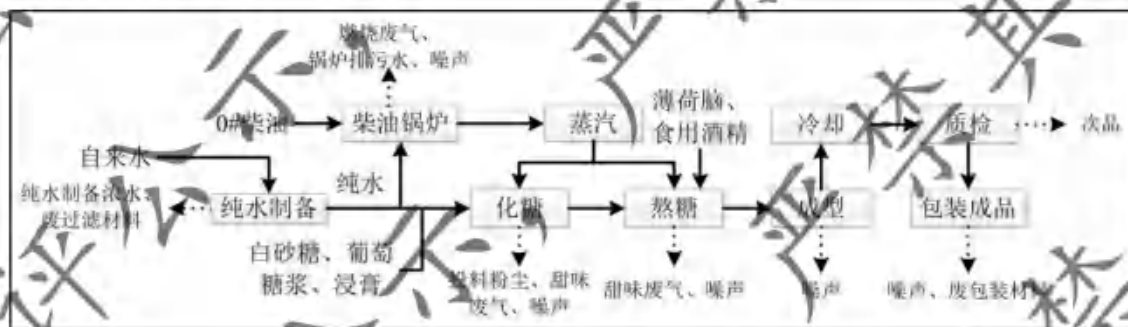 燃烧废气、
锅炉排污水、噪声
薄荷脑、
食用酒精
0#柴油
柴油锅炉
蒸汽
冷却
质检
次品
自来水
纯水制备浓水、
废过滤材料
纯水制备
纯水
化糖
熬糖
成型
包装成品
白砂糖、葡萄
糖浆、浸膏
投料粉尘、甜味
废气、噪声
甜味废气、噪声
噪声
噪声、废包装材料